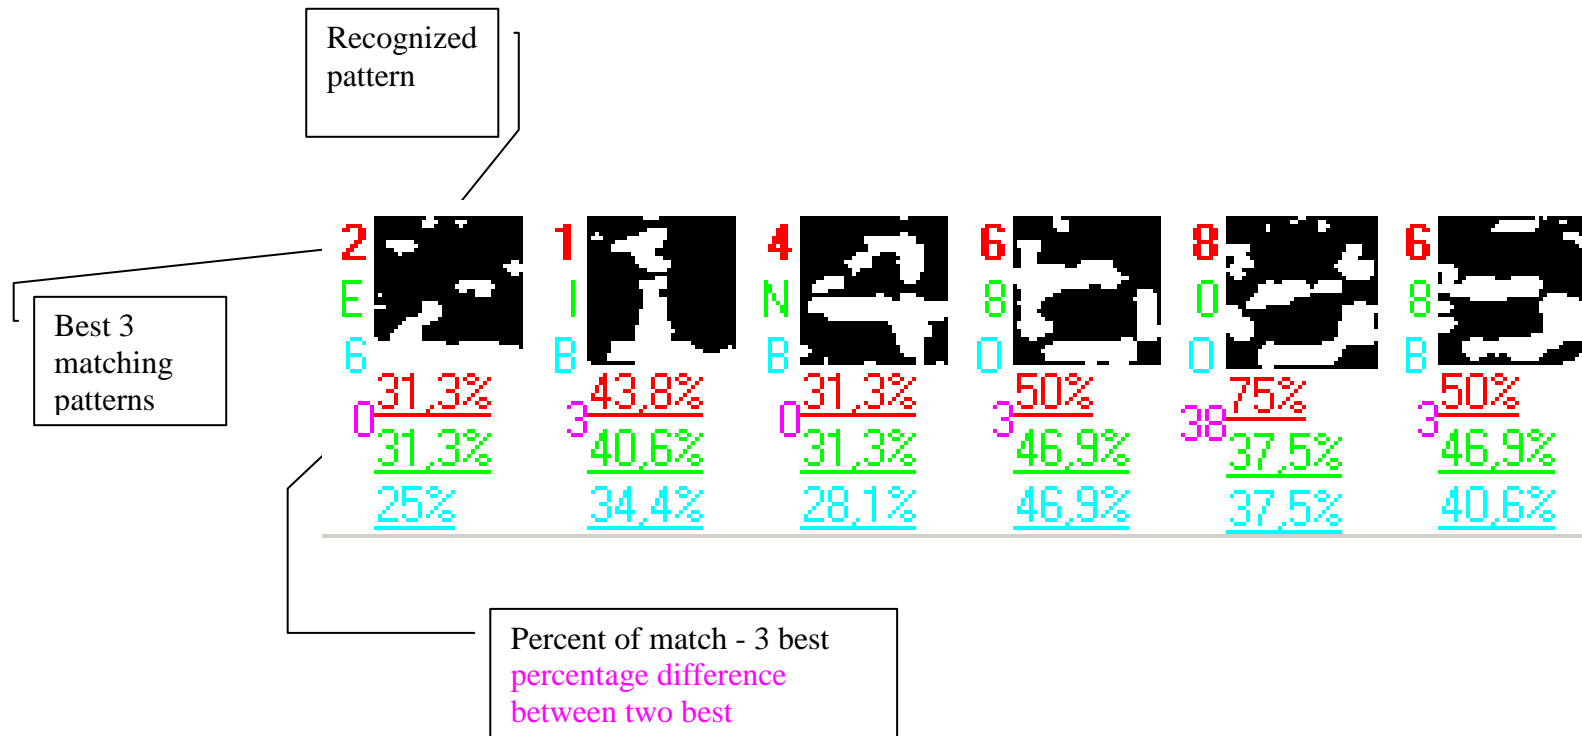 Recognized
pattern
2 1 4 6 8 6
E I N 8 0 8
6 B B 0 0 B
31,3% 43,8% 31,3% 50% 75% 50%
0 3 0 3 38 3
31,3% 40,6% 31,3% 46,9% 37,5% 46,9%
25% 34,4% 28,1% 46,9% 37,5% 40,6%
Best 3
matching
patterns
Percent of match - 3 best
percentage difference
between two best